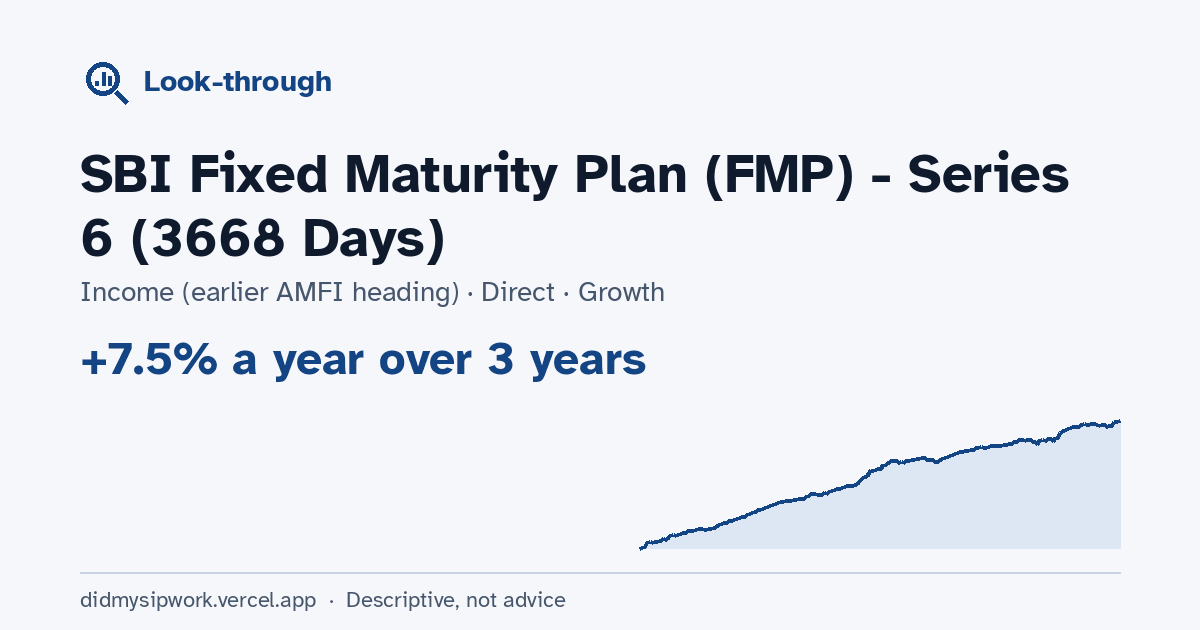 Look-through
SBI Fixed Maturity Plan (FMP) - Series
6 (3668 Days)
Income (earlier AMFI heading) · Direct · Growth
+7.5% a year over 3 years
didmysipwork.vercel.app · Descriptive, not advice